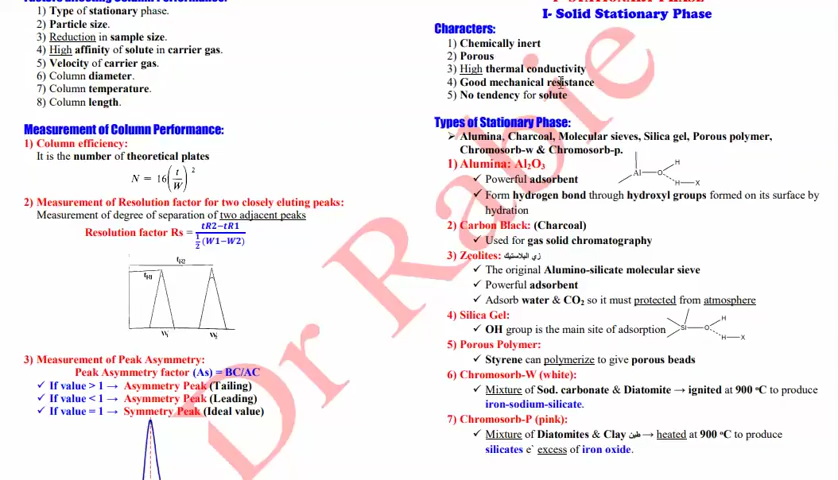 Factors Affecting Column Performance:
1) Type of stationary phase.
2) Particle size.
3) Reduction in sample size.
4) High affinity of solute in carrier gas.
5) Velocity of carrier gas.
6) Column diameter.
7) Column temperature.
8) Column length.
Measurement of Column Performance:
1) Column efficiency:
It is the number of theoretical plates
N = 16(t/W)²
2) Measurement of Resolution factor for two closely eluting peaks:
Measurement of degree of separation of two adjacent peaks
Resolution factor Rs = tR2−tR1 / ½(W1−W2)
tR2
tR1
W1 W2
3) Measurement of Peak Asymmetry:
Peak Asymmetry factor (As) = BC/AC
✓ If value > 1 → Asymmetry Peak (Tailing)
✓ If value < 1 → Asymmetry Peak (Leading)
✓ If value = 1 → Symmetry Peak (Ideal value)
STATIONARY PHASE
I- Solid Stationary Phase
Characters:
1) Chemically inert
2) Porous
3) High thermal conductivity
4) Good mechanical resistance
5) No tendency for solute
Types of Stationary Phase:
➢ Alumina, Charcoal, Molecular sieves, Silica gel, Porous polymer,
Chromosorb-w & Chromosorb-p.
1) Alumina: Al₂O₃
✓ Powerful adsorbent
✓ Form hydrogen bond through hydroxyl groups formed on its surface by
hydration
Al O H
H X
2) Carbon Black: (Charcoal)
✓ Used for gas solid chromatography
3) Zeolites: زي البلاستيك
✓ The original Alumino-silicate molecular sieve
✓ Powerful adsorbent
✓ Adsorb water & CO₂ so it must protected from atmosphere
4) Silica Gel:
✓ OH group is the main site of adsorption
Si O H
H X
5) Porous Polymer:
✓ Styrene can polymerize to give porous beads
6) Chromosorb-W (white):
✓ Mixture of Sod. carbonate & Diatomite → ignited at 900 ºC to produce
iron-sodium-silicate.
7) Chromosorb-P (pink):
✓ Mixture of Diatomites & Clay طين → heated at 900 ºC to produce
silicates e` excess of iron oxide.
Dr Rabie